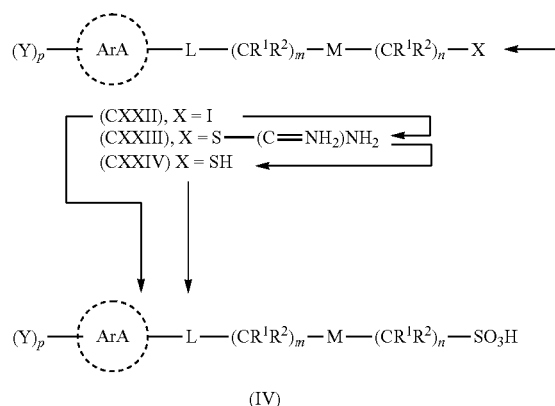 (Y)p ArA L (CR¹R²)m M (CR¹R²)n X
(CXXII), X = I
(CXXIII), X = S (C NH2)NH2
(CXXIV) X = SH
(Y)p ArA L (CR¹R²)m M (CR¹R²)n SO₃H
(IV)